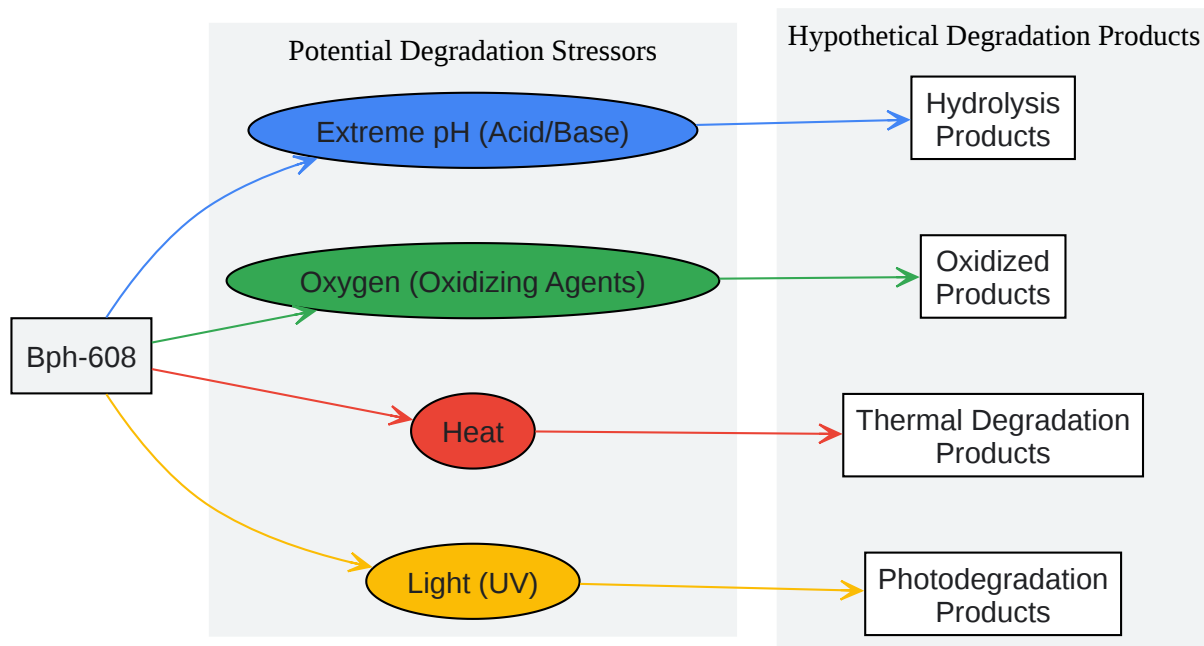 Potential Degradation Stressors
Hypothetical Degradation Products
Extreme pH (Acid/Base)
Hydrolysis
Products
Oxygen (Oxidizing Agents)
Oxidized
Products
Bph-608
Heat
Thermal Degradation
Products
Light (UV)
Photodegradation
Products